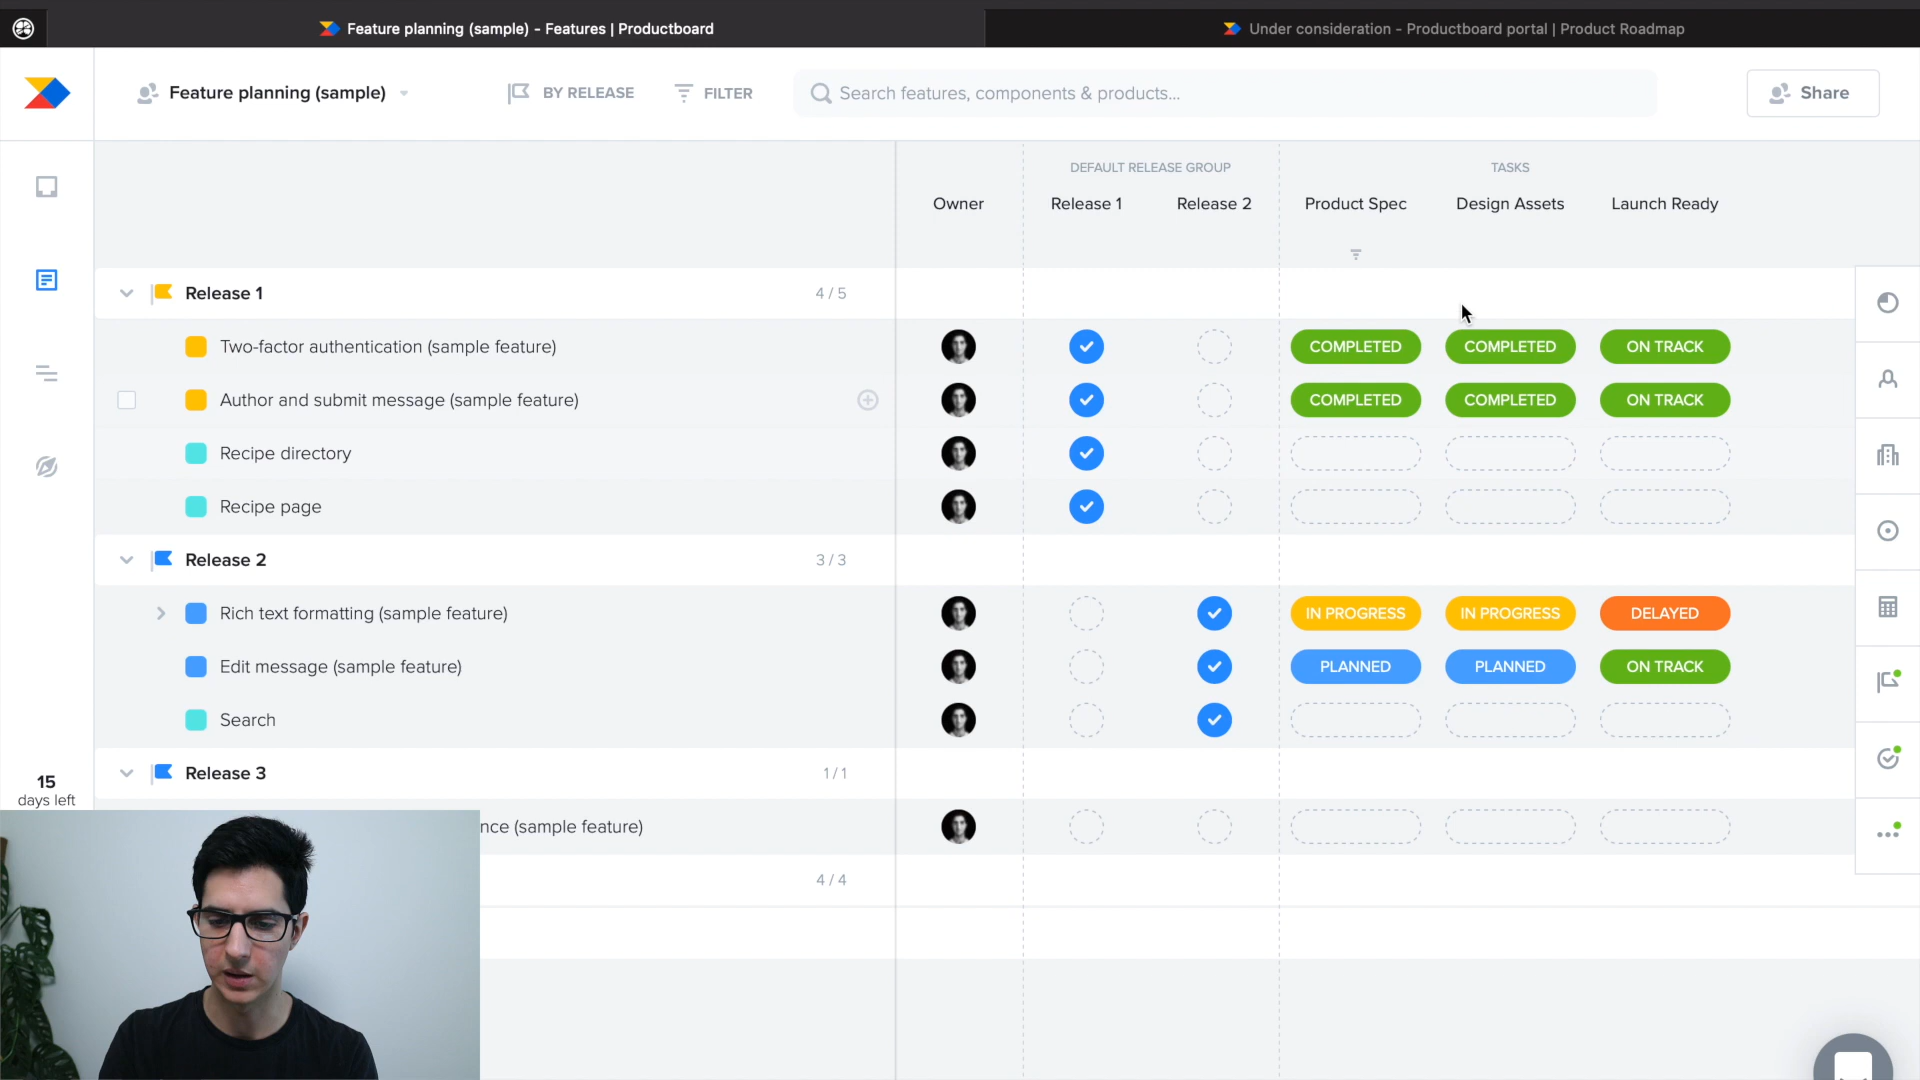 Feature planning (sample) - Features | Productboard
Under consideration - Productboard portal | Product Roadmap
Feature planning (sample)
BY RELEASE
FILTER
Search features, components & products...
Share
DEFAULT RELEASE GROUP
TASKS
Owner
Release 1
Release 2
Product Spec
Design Assets
Launch Ready
Release 1
4 / 5
Two-factor authentication (sample feature)
COMPLETED
COMPLETED
ON TRACK
Author and submit message (sample feature)
COMPLETED
COMPLETED
ON TRACK
Recipe directory
Recipe page
Release 2
3 / 3
Rich text formatting (sample feature)
IN PROGRESS
IN PROGRESS
DELAYED
Edit message (sample feature)
PLANNED
PLANNED
ON TRACK
Search
Release 3
1 / 1
15
days left
nce (sample feature)
4 / 4